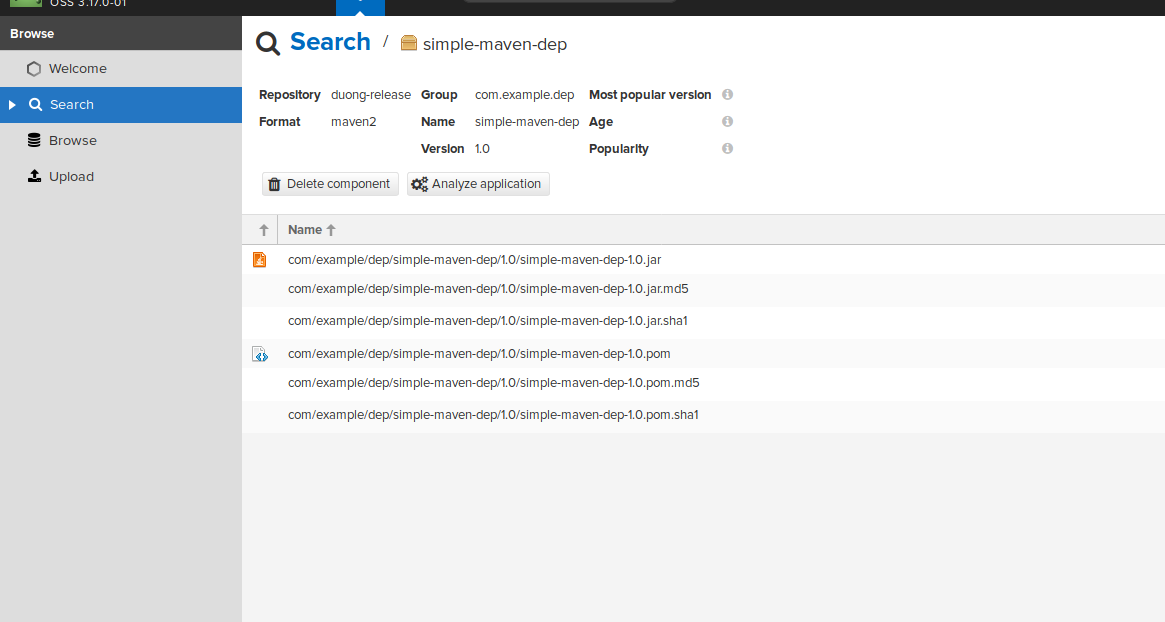 OSS 3.17.0-01
Browse
Welcome
Search
Browse
Upload
Search / simple-maven-dep
Repository duong-release Group com.example.dep Most popular version
Format maven2 Name simple-maven-dep Age
Version 1.0 Popularity
Delete component Analyze application
Name
com/example/dep/simple-maven-dep/1.0/simple-maven-dep-1.0.jar
com/example/dep/simple-maven-dep/1.0/simple-maven-dep-1.0.jar.md5
com/example/dep/simple-maven-dep/1.0/simple-maven-dep-1.0.jar.sha1
com/example/dep/simple-maven-dep/1.0/simple-maven-dep-1.0.pom
com/example/dep/simple-maven-dep/1.0/simple-maven-dep-1.0.pom.md5
com/example/dep/simple-maven-dep/1.0/simple-maven-dep-1.0.pom.sha1